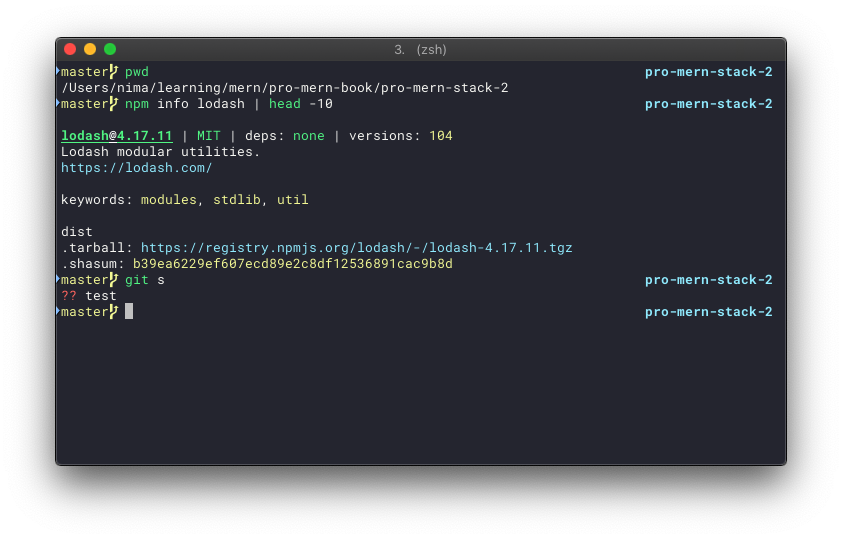 3. (zsh)
master pwd pro-mern-stack-2
/Users/nima/learning/mern/pro-mern-book/pro-mern-stack-2
master npm info lodash | head -10 pro-mern-stack-2
lodash@4.17.11 | MIT | deps: none | versions: 104
Lodash modular utilities.
https://lodash.com/
keywords: modules, stdlib, util
dist
.tarball: https://registry.npmjs.org/lodash/-/lodash-4.17.11.tgz
.shasum: b39ea6229ef607ecd89e2c8df12536891cac9b8d
master git s pro-mern-stack-2
?? test
master pro-mern-stack-2